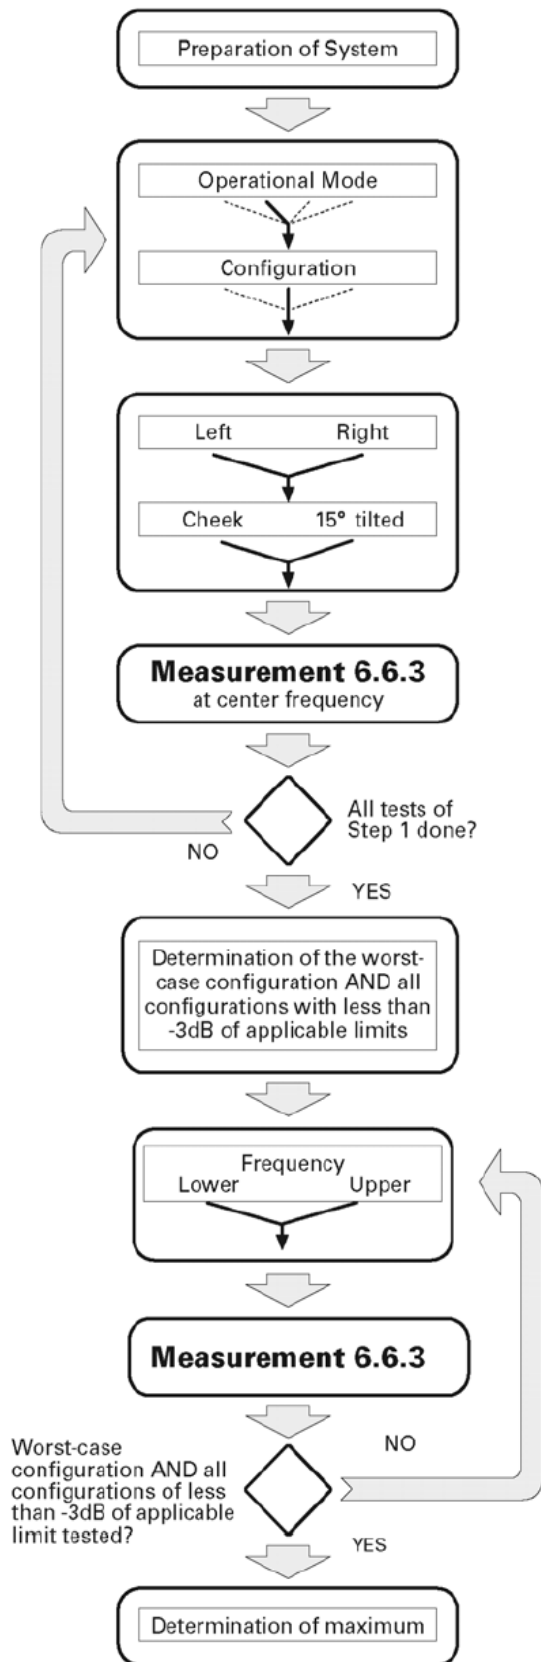 Preparation of System
Operational Mode
Configuration
Left Right
Cheek 15° tilted
Measurement 6.6.3
at center frequency
All tests of
Step 1 done?
NO
YES
Determination of the worst-
case configuration AND all
configurations with less than
-3dB of applicable limits
Frequency
Lower Upper
Measurement 6.6.3
Worst-case
configuration AND all
configurations of less
than -3dB of applicable
limit tested?
NO
YES
Determination of maximum